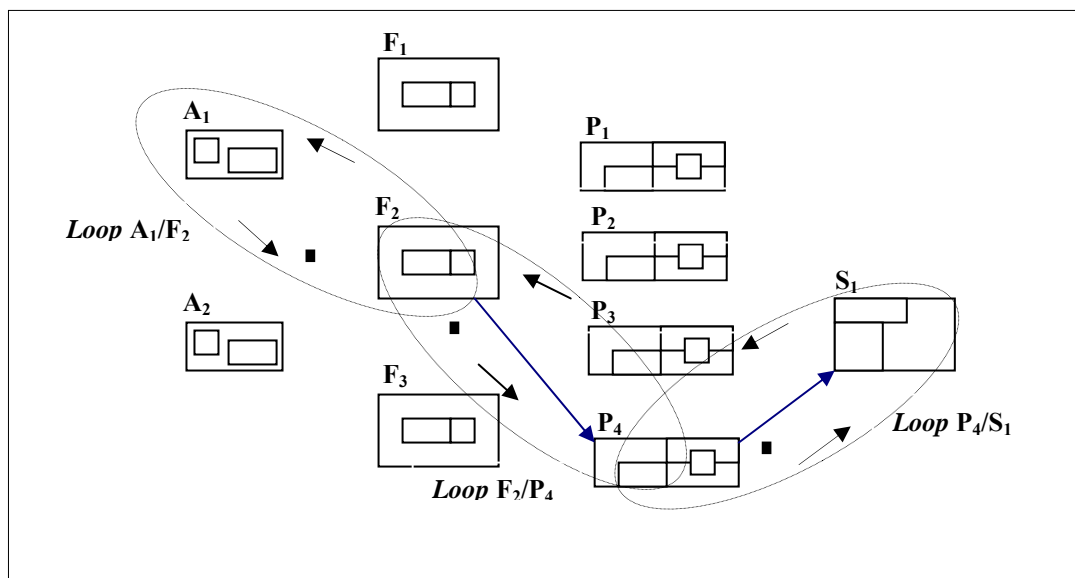 F₁
A₁
P₁
F₂
P₂
Loop A₁/F₂
S₁
A₂
P₃
F₃
P₄
Loop P₄/S₁
Loop F₂/P₄